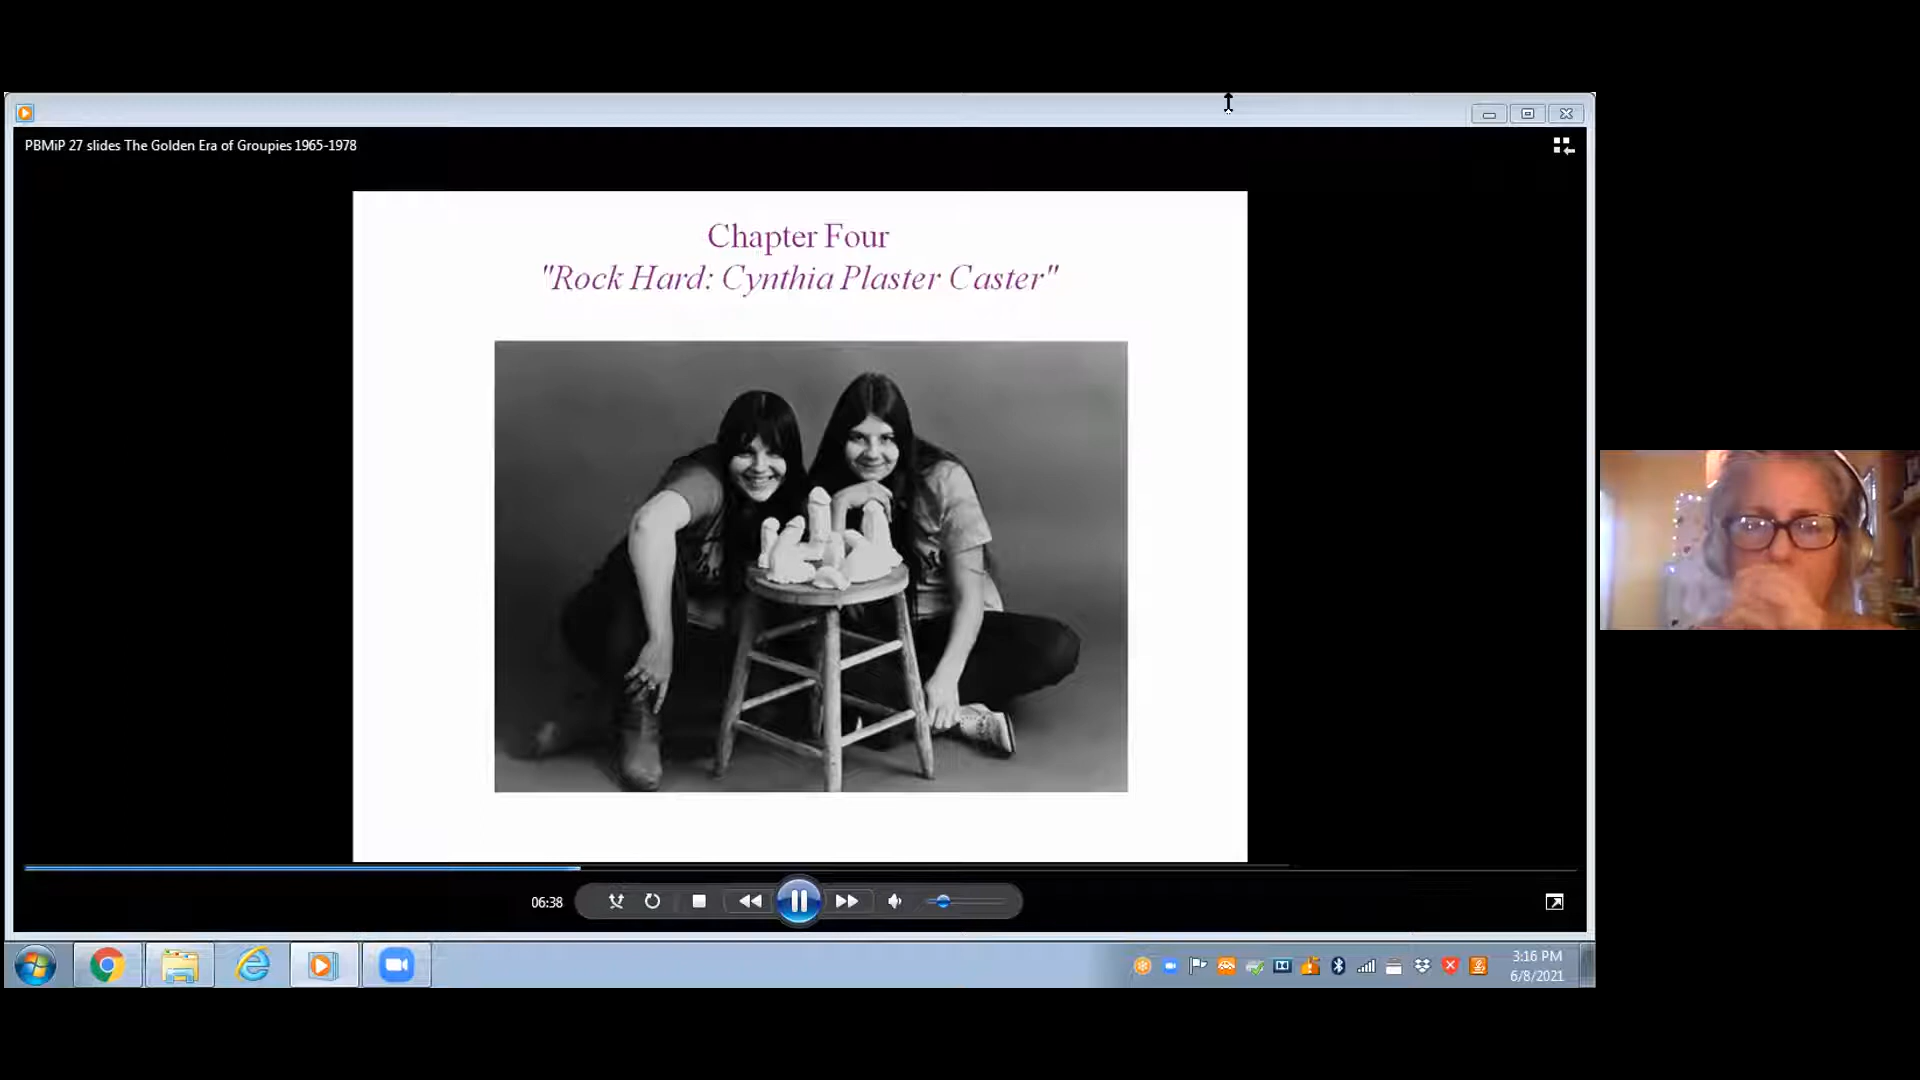 PBMiP 27 slides The Golden Era of Groupies 1965-1978
Chapter Four
"Rock Hard: Cynthia Plaster Caster"
06:38
3:16 PM
6/8/2021